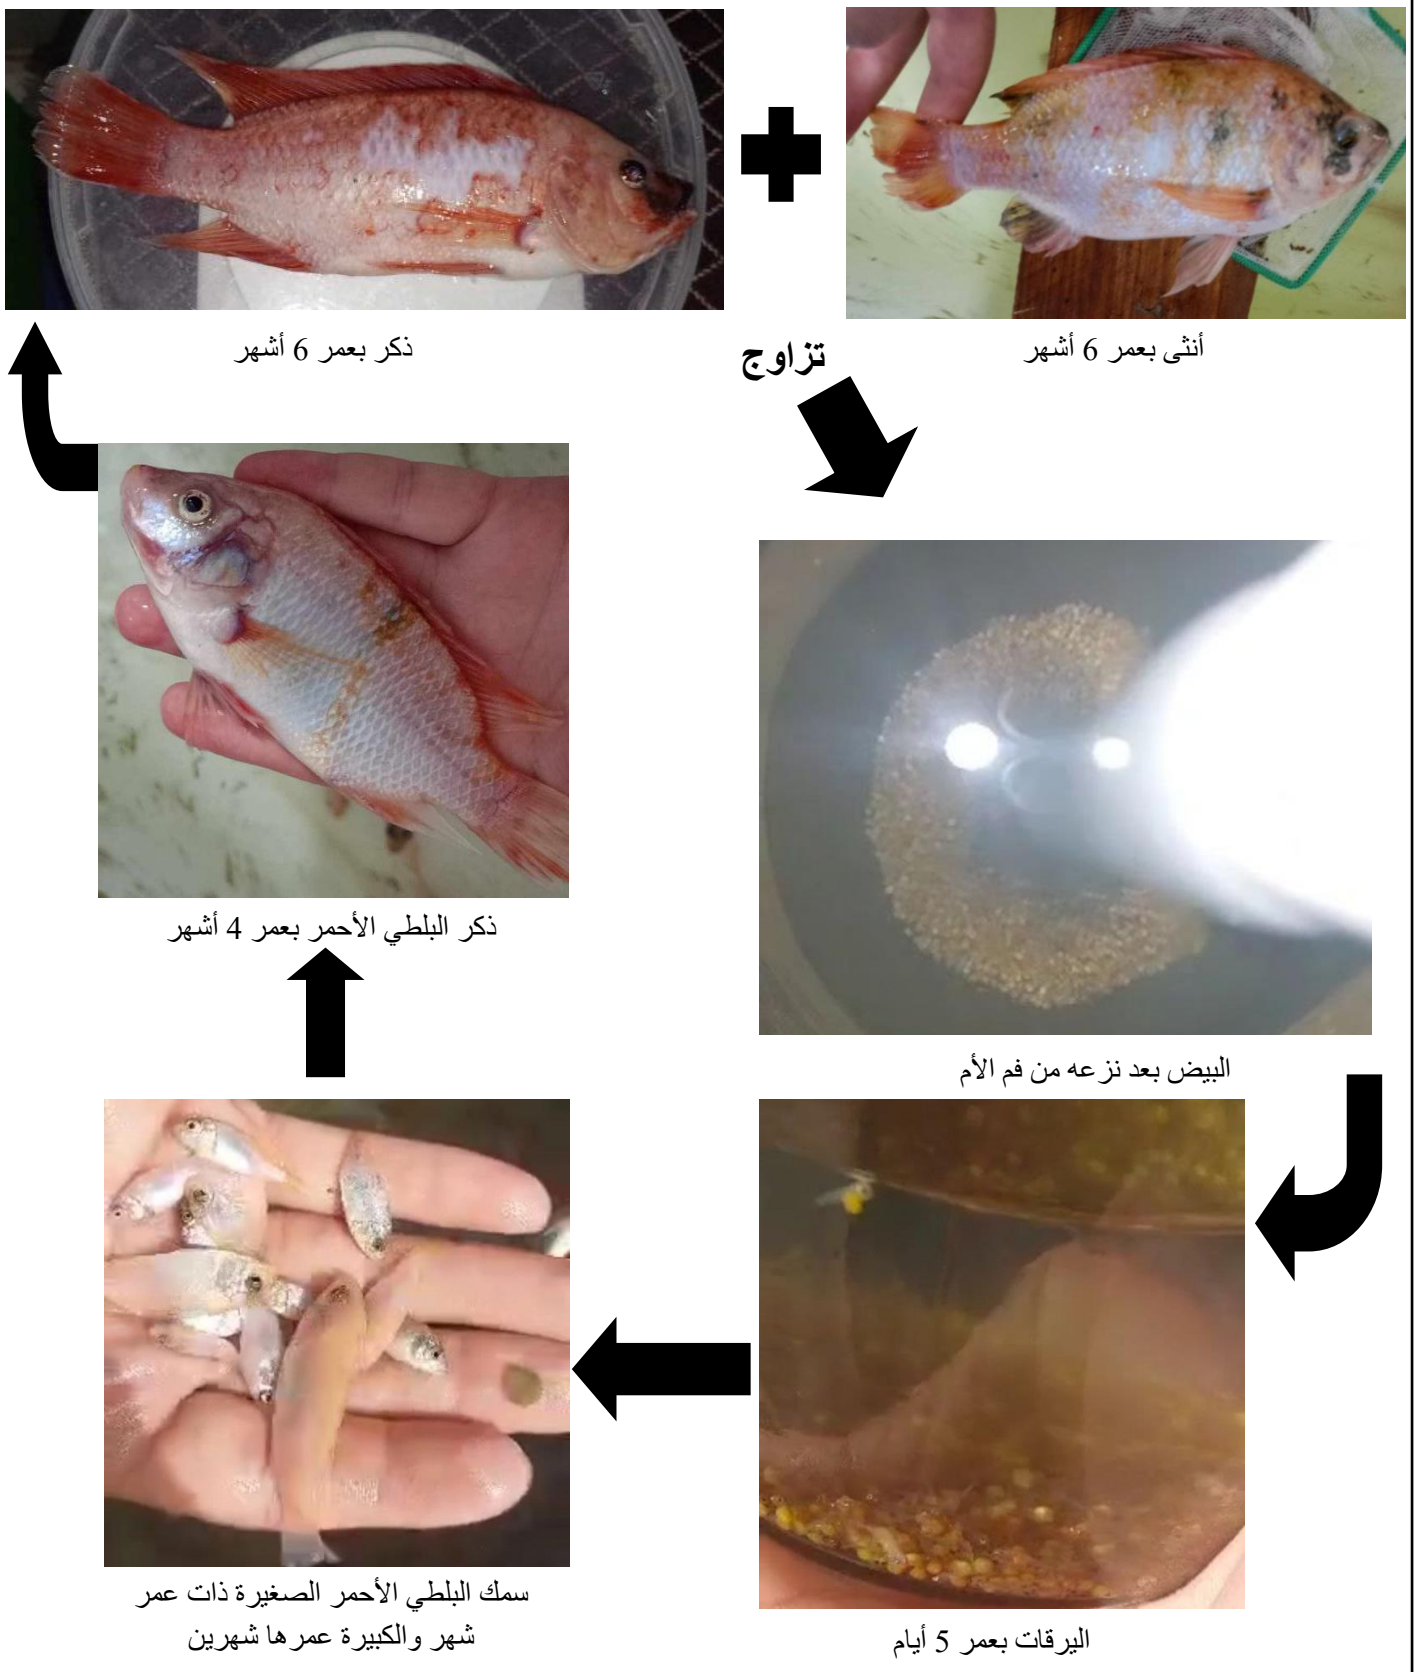 ذكر بعمر 6 أشهر
أنثى بعمر 6 أشهر
تزاوج
ذكر البلطي الأحمر بعمر 4 أشهر
البيض بعد نزعه من فم الأم
سمك البلطي الأحمر الصغيرة ذات عمر
شهر والكبيرة عمرها شهرين
اليرقات بعمر 5 أيام